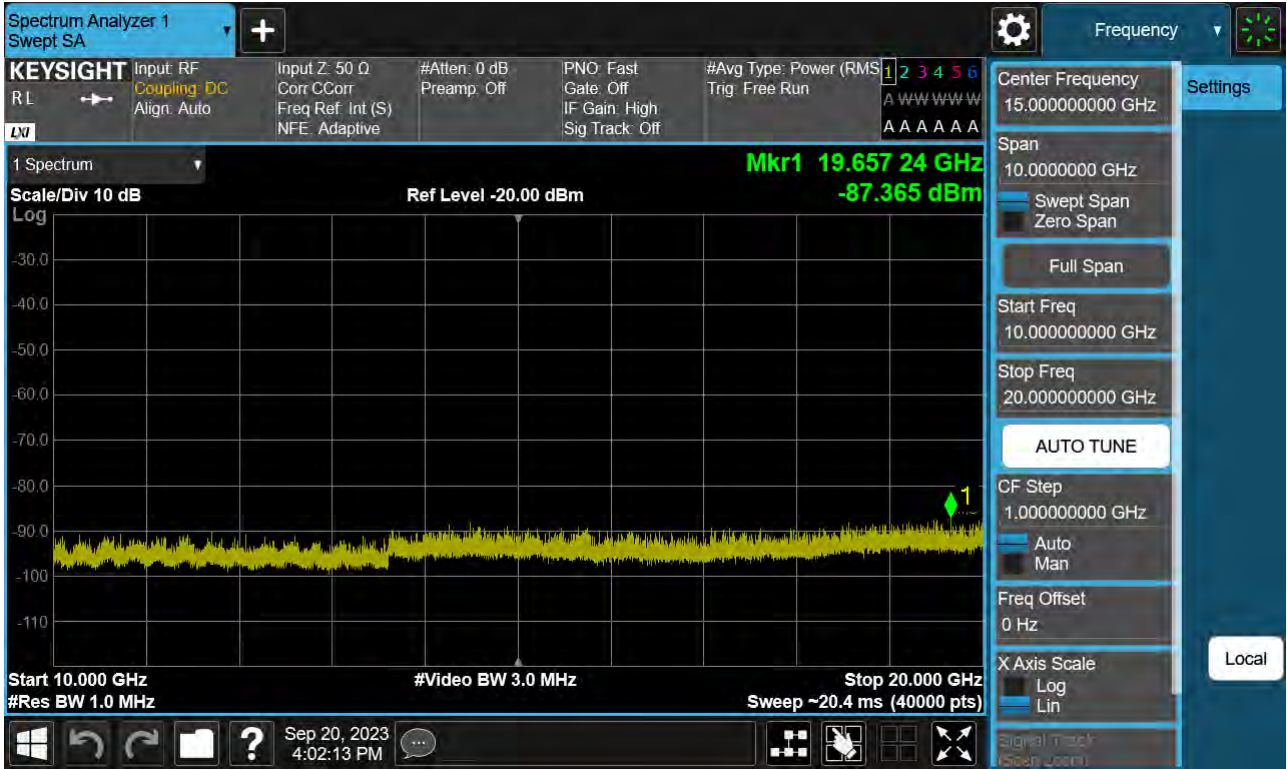 Spectrum Analyzer 1
Swept SA
+
Frequency
KEYSIGHT
R L
LXI
Input: RF
Coupling: DC
Align: Auto
Input Z: 50 Ω
Corr CCorr
Freq Ref: Int (S)
NFE: Adaptive
#Atten: 0 dB
Preamp: Off
PNO: Fast
Gate: Off
IF Gain: High
Sig Track: Off
#Avg Type: Power (RMS
Trig: Free Run
1 2 3 4 5 6
A W W W W W
A A A A A A
1 Spectrum
Scale/Div 10 dB
Log
Ref Level -20.00 dBm
Mkr1 19.657 24 GHz
-87.365 dBm
-30.0
-40.0
-50.0
-60.0
-70.0
-80.0
-90.0
-100
-110
1
Start 10.000 GHz
#Res BW 1.0 MHz
#Video BW 3.0 MHz
Stop 20.000 GHz
Sweep ~20.4 ms (40000 pts)
Center Frequency
15.000000000 GHz
Span
10.0000000 GHz
Swept Span
Zero Span
Full Span
Start Freq
10.000000000 GHz
Stop Freq
20.000000000 GHz
AUTO TUNE
CF Step
1.000000000 GHz
Auto
Man
Freq Offset
0 Hz
X Axis Scale
Log
Lin
Signal Track
(Span Zoom)
Settings
Local
?
Sep 20, 2023
4:02:13 PM